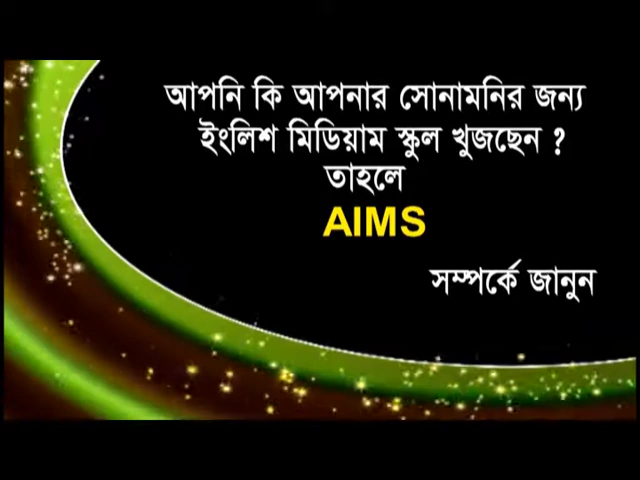 আপনি কি আপনার সোনামনির জন্য
ইংলিশ মিডিয়াম স্কুল খুজছেন ?
তাহলে
AIMS
সম্পর্কে জানুন